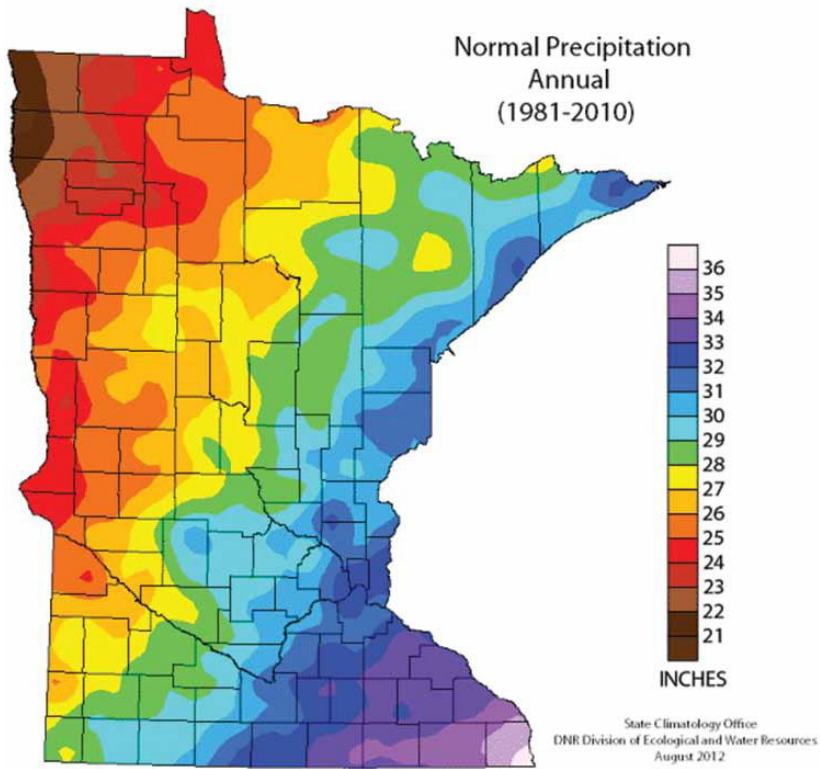 Normal Precipitation
Annual
(1981-2010)
36
35
34
33
32
31
30
29
28
27
26
25
24
23
22
21
INCHES
State Climatology Office
DNR Division of Ecological and Water Resources
August 2012